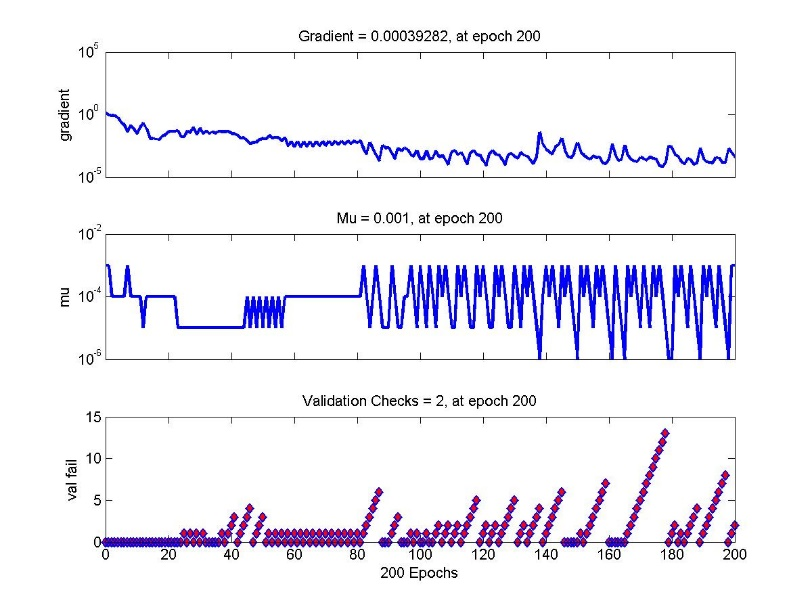 Gradient = 0.00039282, at epoch 200
10^5
10^0
10^-5
gradient
Mu = 0.001, at epoch 200
10^-2
10^-4
10^-6
mu
Validation Checks = 2, at epoch 200
15
10
5
0
val fail
0 20 40 60 80 100 120 140 160 180 200
200 Epochs